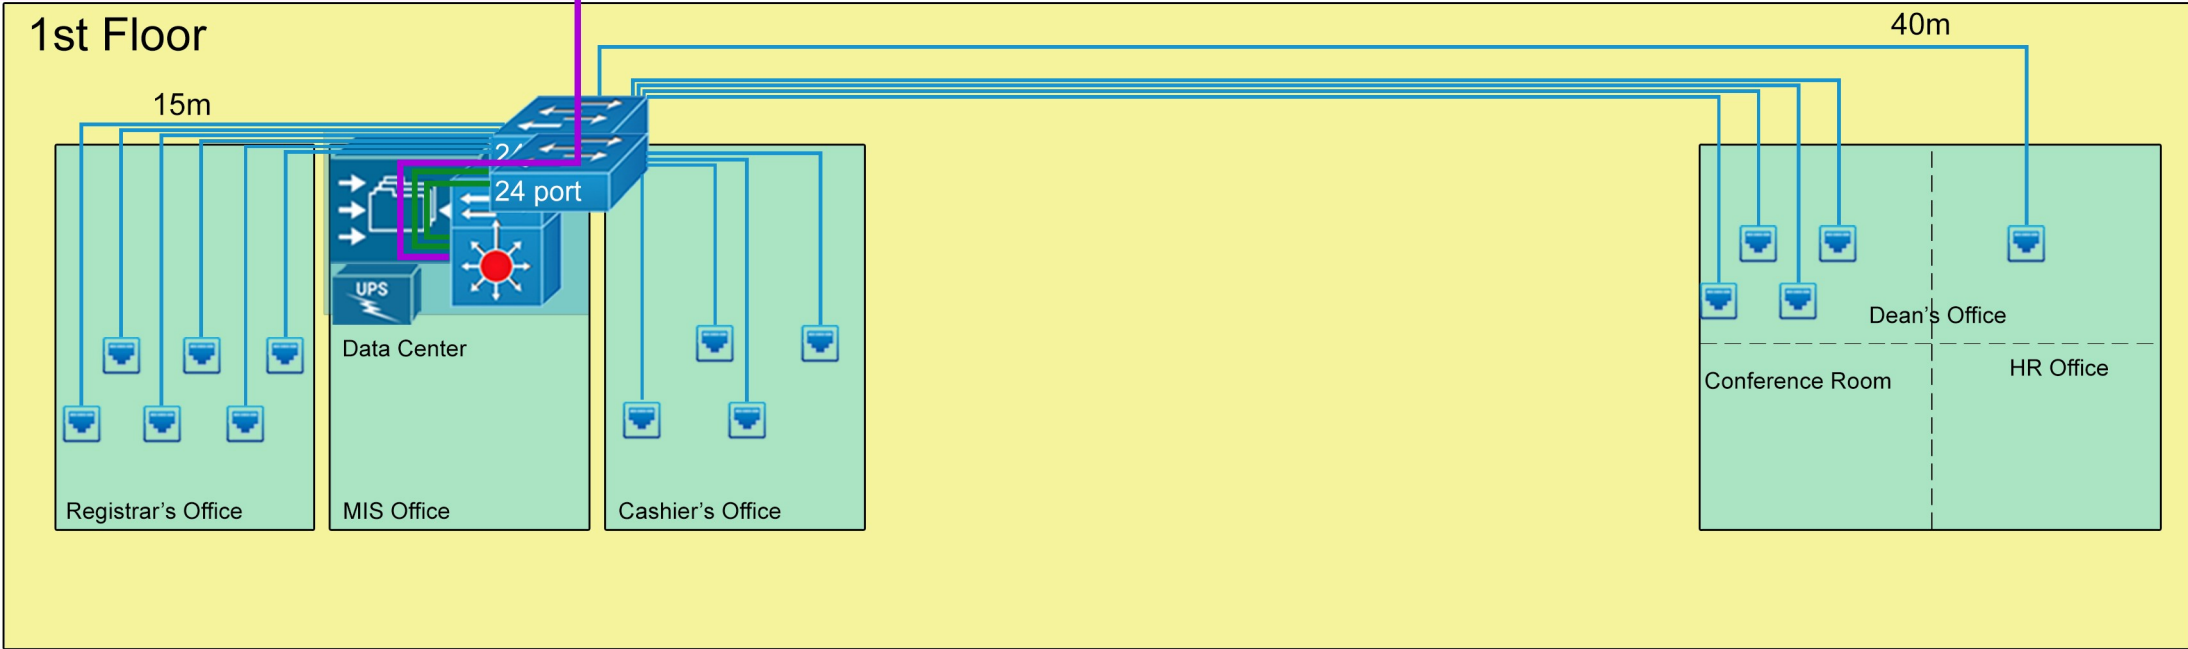 1st Floor
40m
15m
24 port
UPS
Dean's Office
Data Center
HR Office
Conference Room
Registrar's Office
MIS Office
Cashier's Office